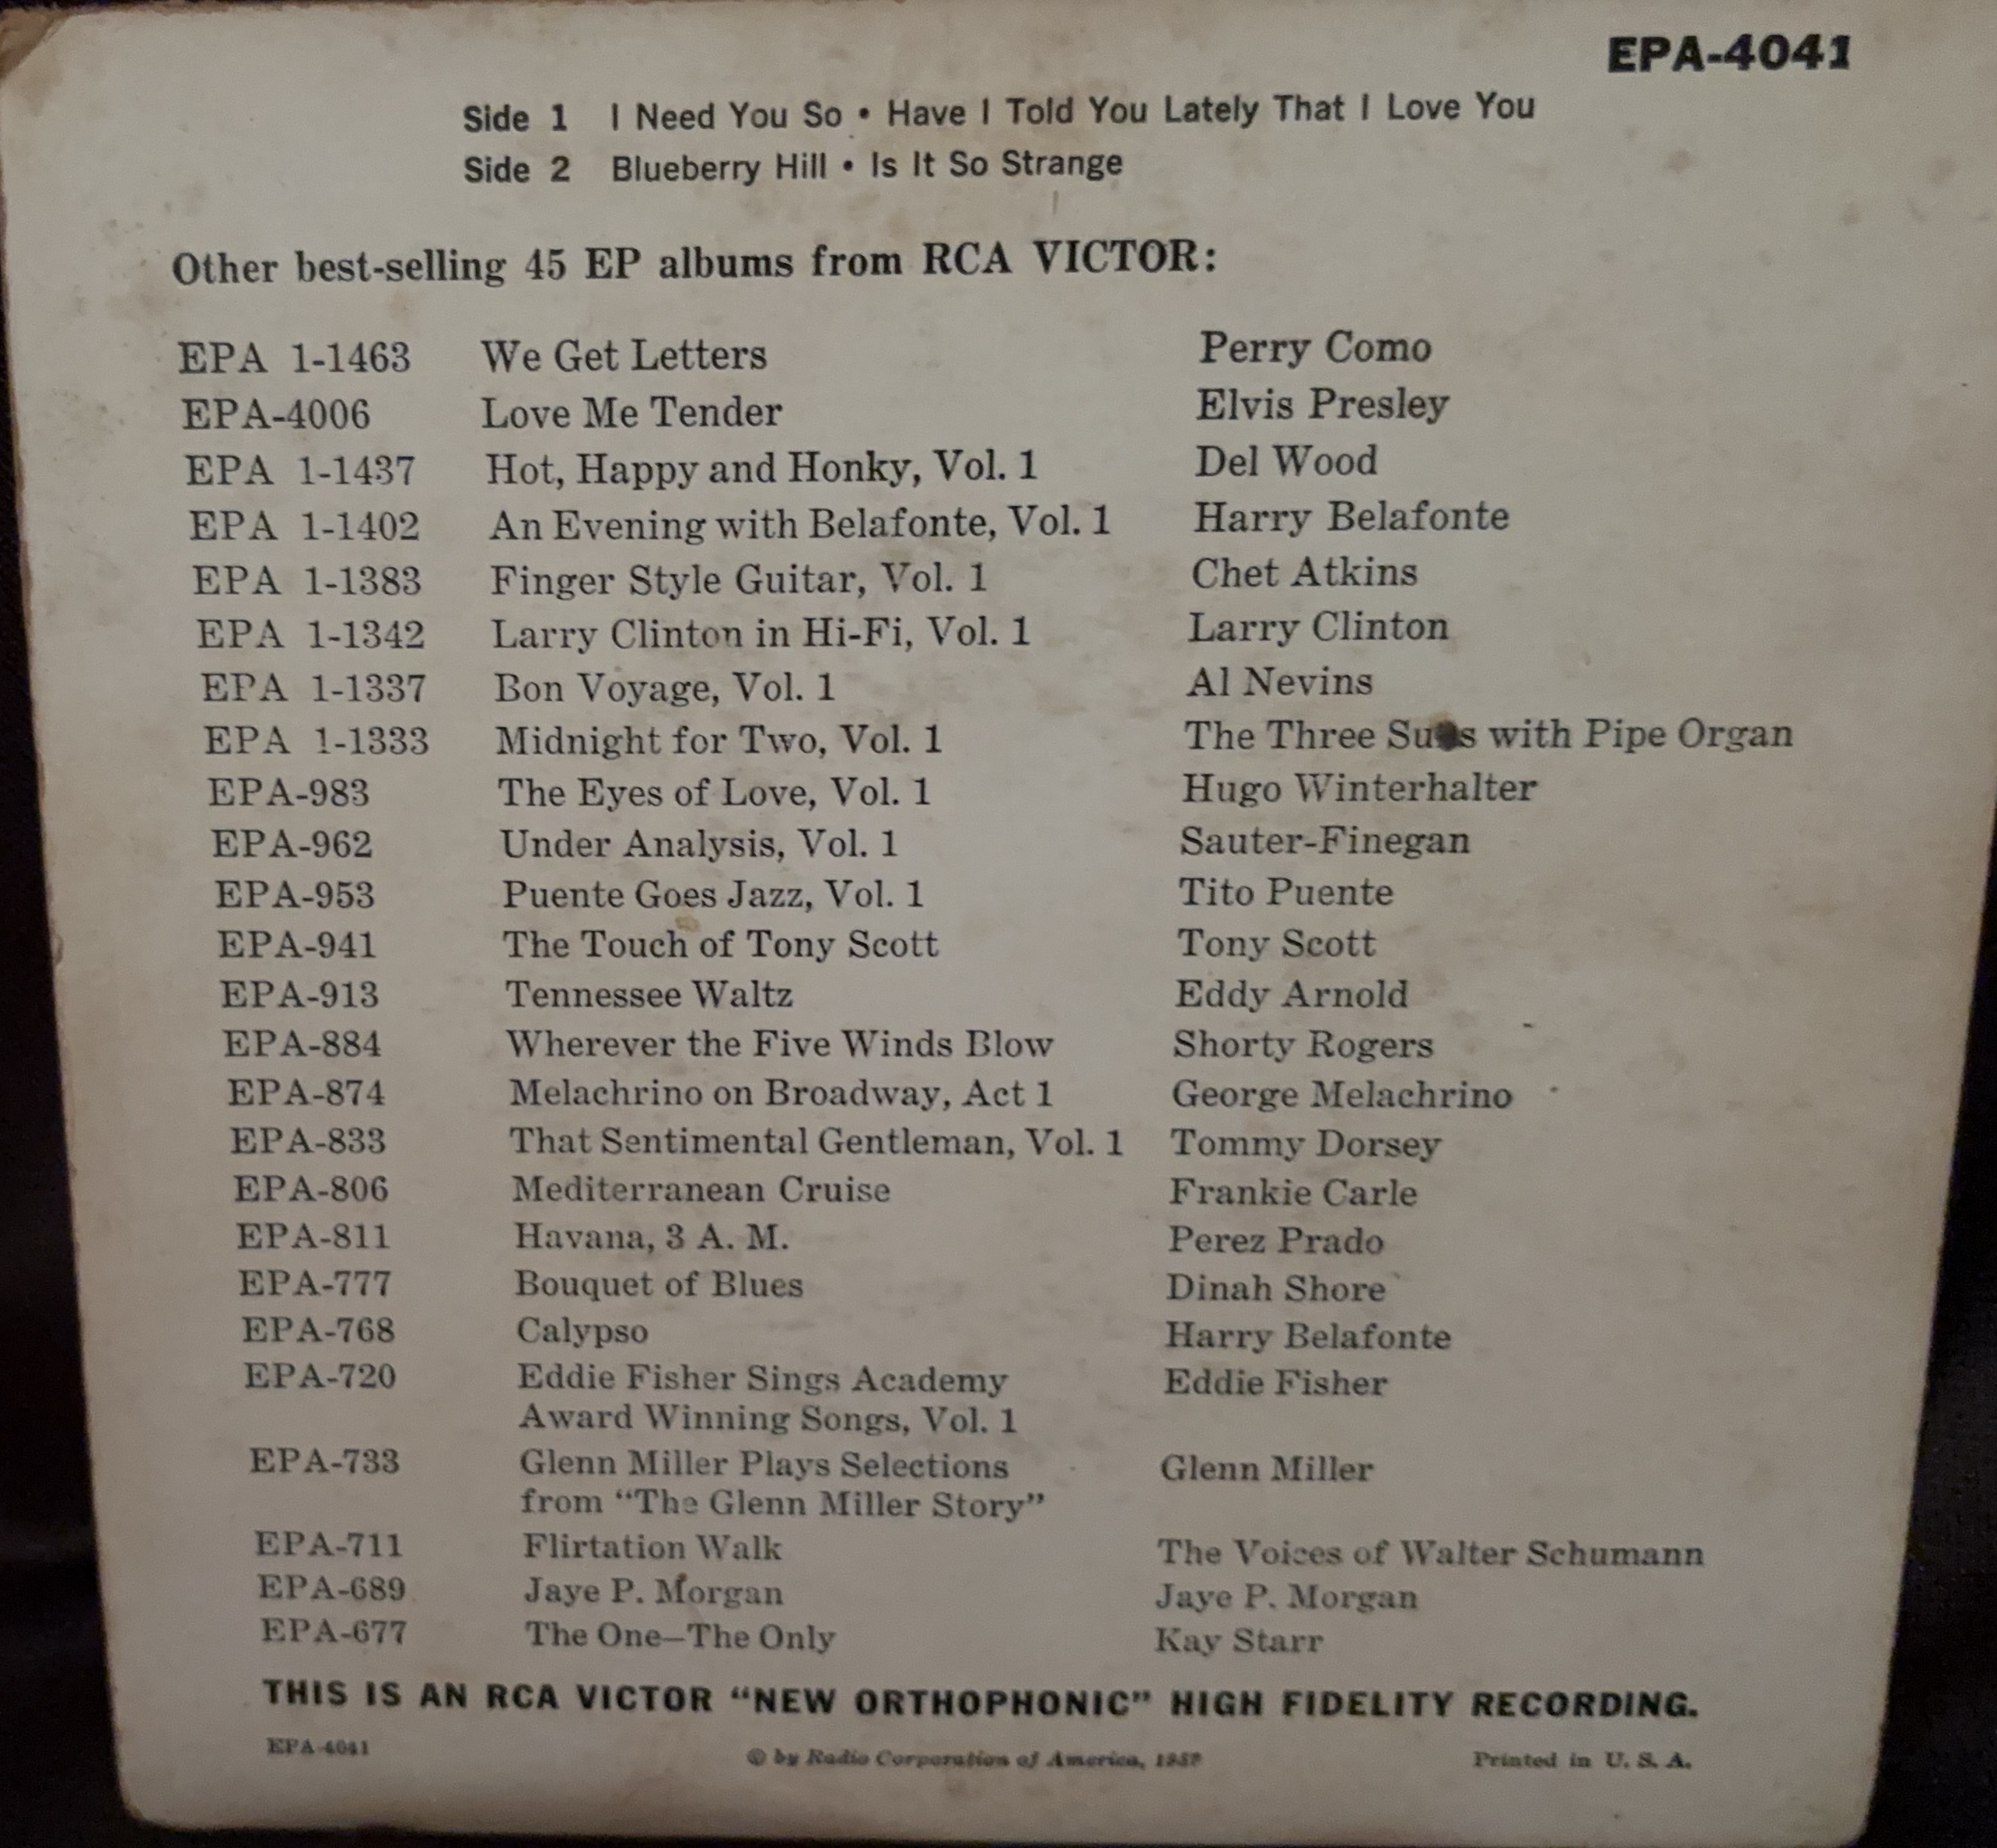 EPA-4041
Side 1 I Need You So • Have I Told You Lately That I Love You
Side 2 Blueberry Hill • Is It So Strange
Other best-selling 45 EP albums from RCA VICTOR:
EPA 1-1463 We Get Letters Perry Como
EPA-4006 Love Me Tender Elvis Presley
EPA 1-1437 Hot, Happy and Honky, Vol. 1 Del Wood
EPA 1-1402 An Evening with Belafonte, Vol. 1 Harry Belafonte
EPA 1-1383 Finger Style Guitar, Vol. 1 Chet Atkins
EPA 1-1342 Larry Clinton in Hi-Fi, Vol. 1 Larry Clinton
EPA 1-1337 Bon Voyage, Vol. 1 Al Nevins
EPA 1-1333 Midnight for Two, Vol. 1 The Three Suns with Pipe Organ
EPA-983 The Eyes of Love, Vol. 1 Hugo Winterhalter
EPA-962 Under Analysis, Vol. 1 Sauter-Finegan
EPA-953 Puente Goes Jazz, Vol. 1 Tito Puente
EPA-941 The Touch of Tony Scott Tony Scott
EPA-913 Tennessee Waltz Eddy Arnold
EPA-884 Wherever the Five Winds Blow Shorty Rogers
EPA-874 Melachrino on Broadway, Act 1 George Melachrino
EPA-833 That Sentimental Gentleman, Vol. 1 Tommy Dorsey
EPA-806 Mediterranean Cruise Frankie Carle
EPA-811 Havana, 3 A. M. Perez Prado
EPA-777 Bouquet of Blues Dinah Shore
EPA-768 Calypso Harry Belafonte
EPA-720 Eddie Fisher Sings Academy Eddie Fisher
Award Winning Songs, Vol. 1
EPA-733 Glenn Miller Plays Selections Glenn Miller
from “The Glenn Miller Story”
EPA-711 Flirtation Walk The Voices of Walter Schumann
EPA-689 Jaye P. Morgan Jaye P. Morgan
EPA-677 The One—The Only Kay Starr
THIS IS AN RCA VICTOR “NEW ORTHOPHONIC” HIGH FIDELITY RECORDING.
EPA-4041 © by Radio Corporation of America, 1957 Printed in U. S. A.